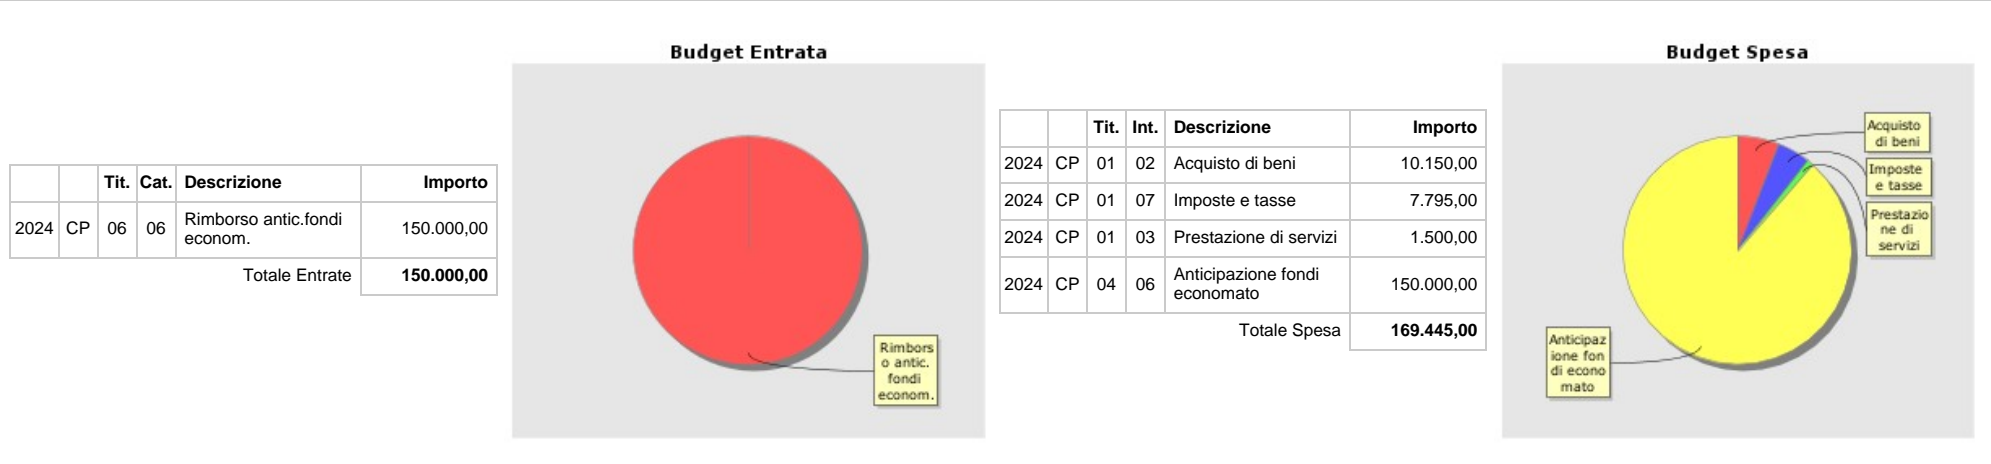 Tit. Cat. Descrizione Importo
2024 CP 06 06 Rimborso antic.fondi econom. 150.000,00
Totale Entrate 150.000,00
Budget Entrata
Rimbors
o antic.
fondi
econom.
Tit. Int. Descrizione Importo
2024 CP 01 02 Acquisto di beni 10.150,00
2024 CP 01 07 Imposte e tasse 7.795,00
2024 CP 01 03 Prestazione di servizi 1.500,00
2024 CP 04 06 Anticipazione fondi economato 150.000,00
Totale Spesa 169.445,00
Budget Spesa
Acquisto
di beni
Imposte
e tasse
Prestazio
ne di
servizi
Anticipaz
ione fon
di econo
mato